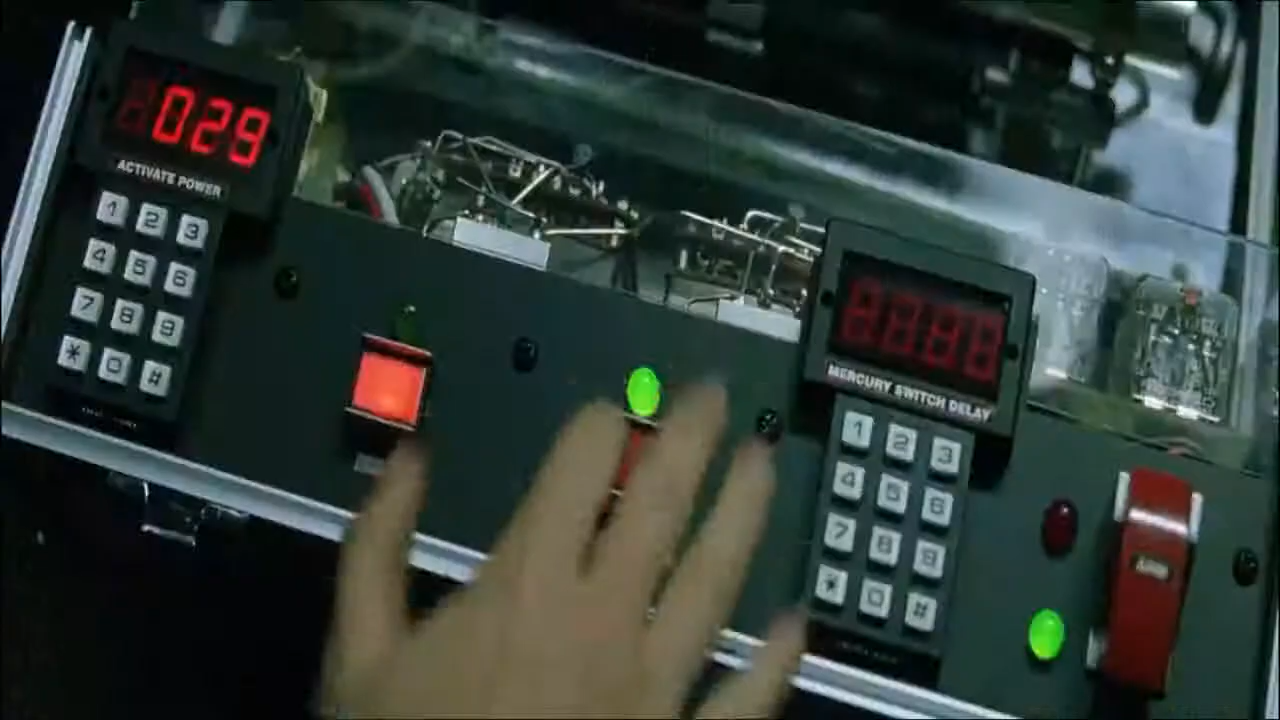 029
ACTIVATE POWER
1 2 3
4 5 6
7 8 9
* 0 #
MERCURY SWITCH DELAY
1 2 3
4 5 6
7 8 9
* 0 #